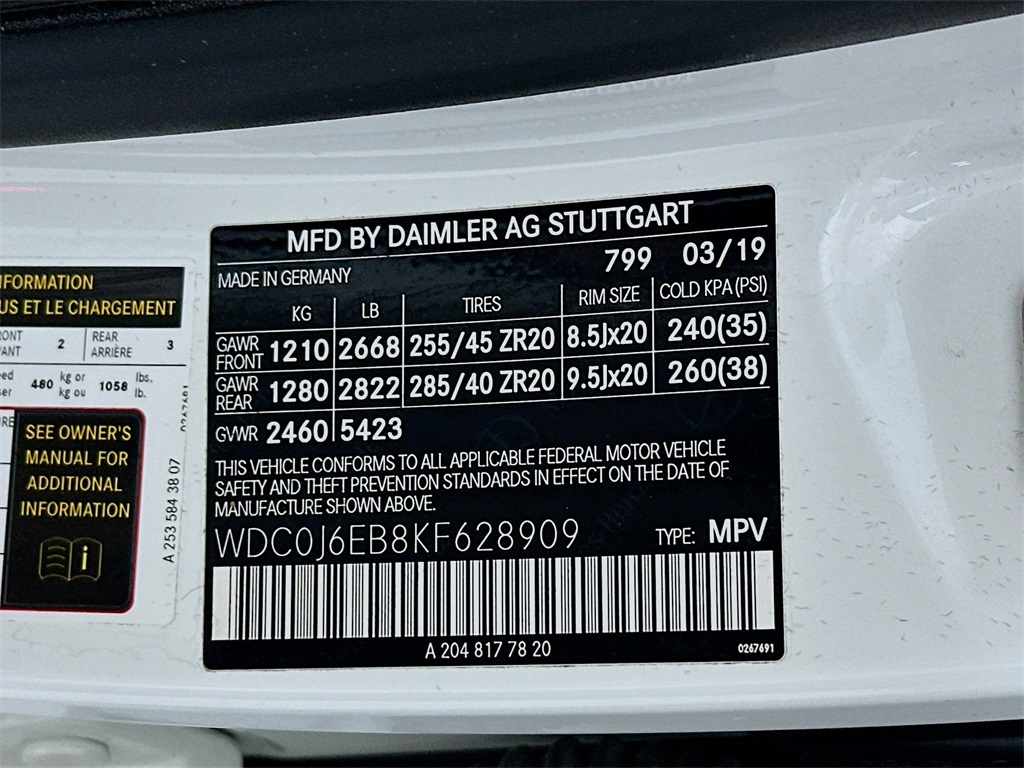 MFD BY DAIMLER AG STUTTGART
MADE IN GERMANY 799 03/19
KG LB TIRES RIM SIZE COLD KPA (PSI)
GAWR FRONT 1210 2668 255/45 ZR20 8.5Jx20 240(35)
GAWR REAR 1280 2822 285/40 ZR20 9.5Jx20 260(38)
GVWR 2460 5423
THIS VEHICLE CONFORMS TO ALL APPLICABLE FEDERAL MOTOR VEHICLE
SAFETY AND THEFT PREVENTION STANDARDS IN EFFECT ON THE DATE OF
MANUFACTURE SHOWN ABOVE.
WDC0J6EB8KF628909 TYPE: MPV
A 204 817 78 20 0267691
ET LE CHARGEMENT
2 REAR 3
ARRIÈRE
480 kg or 1058 lbs.
kg ou lb.
0267691
SEE OWNER'S
MANUAL FOR
ADDITIONAL
INFORMATION
i
A 253 584 38 07